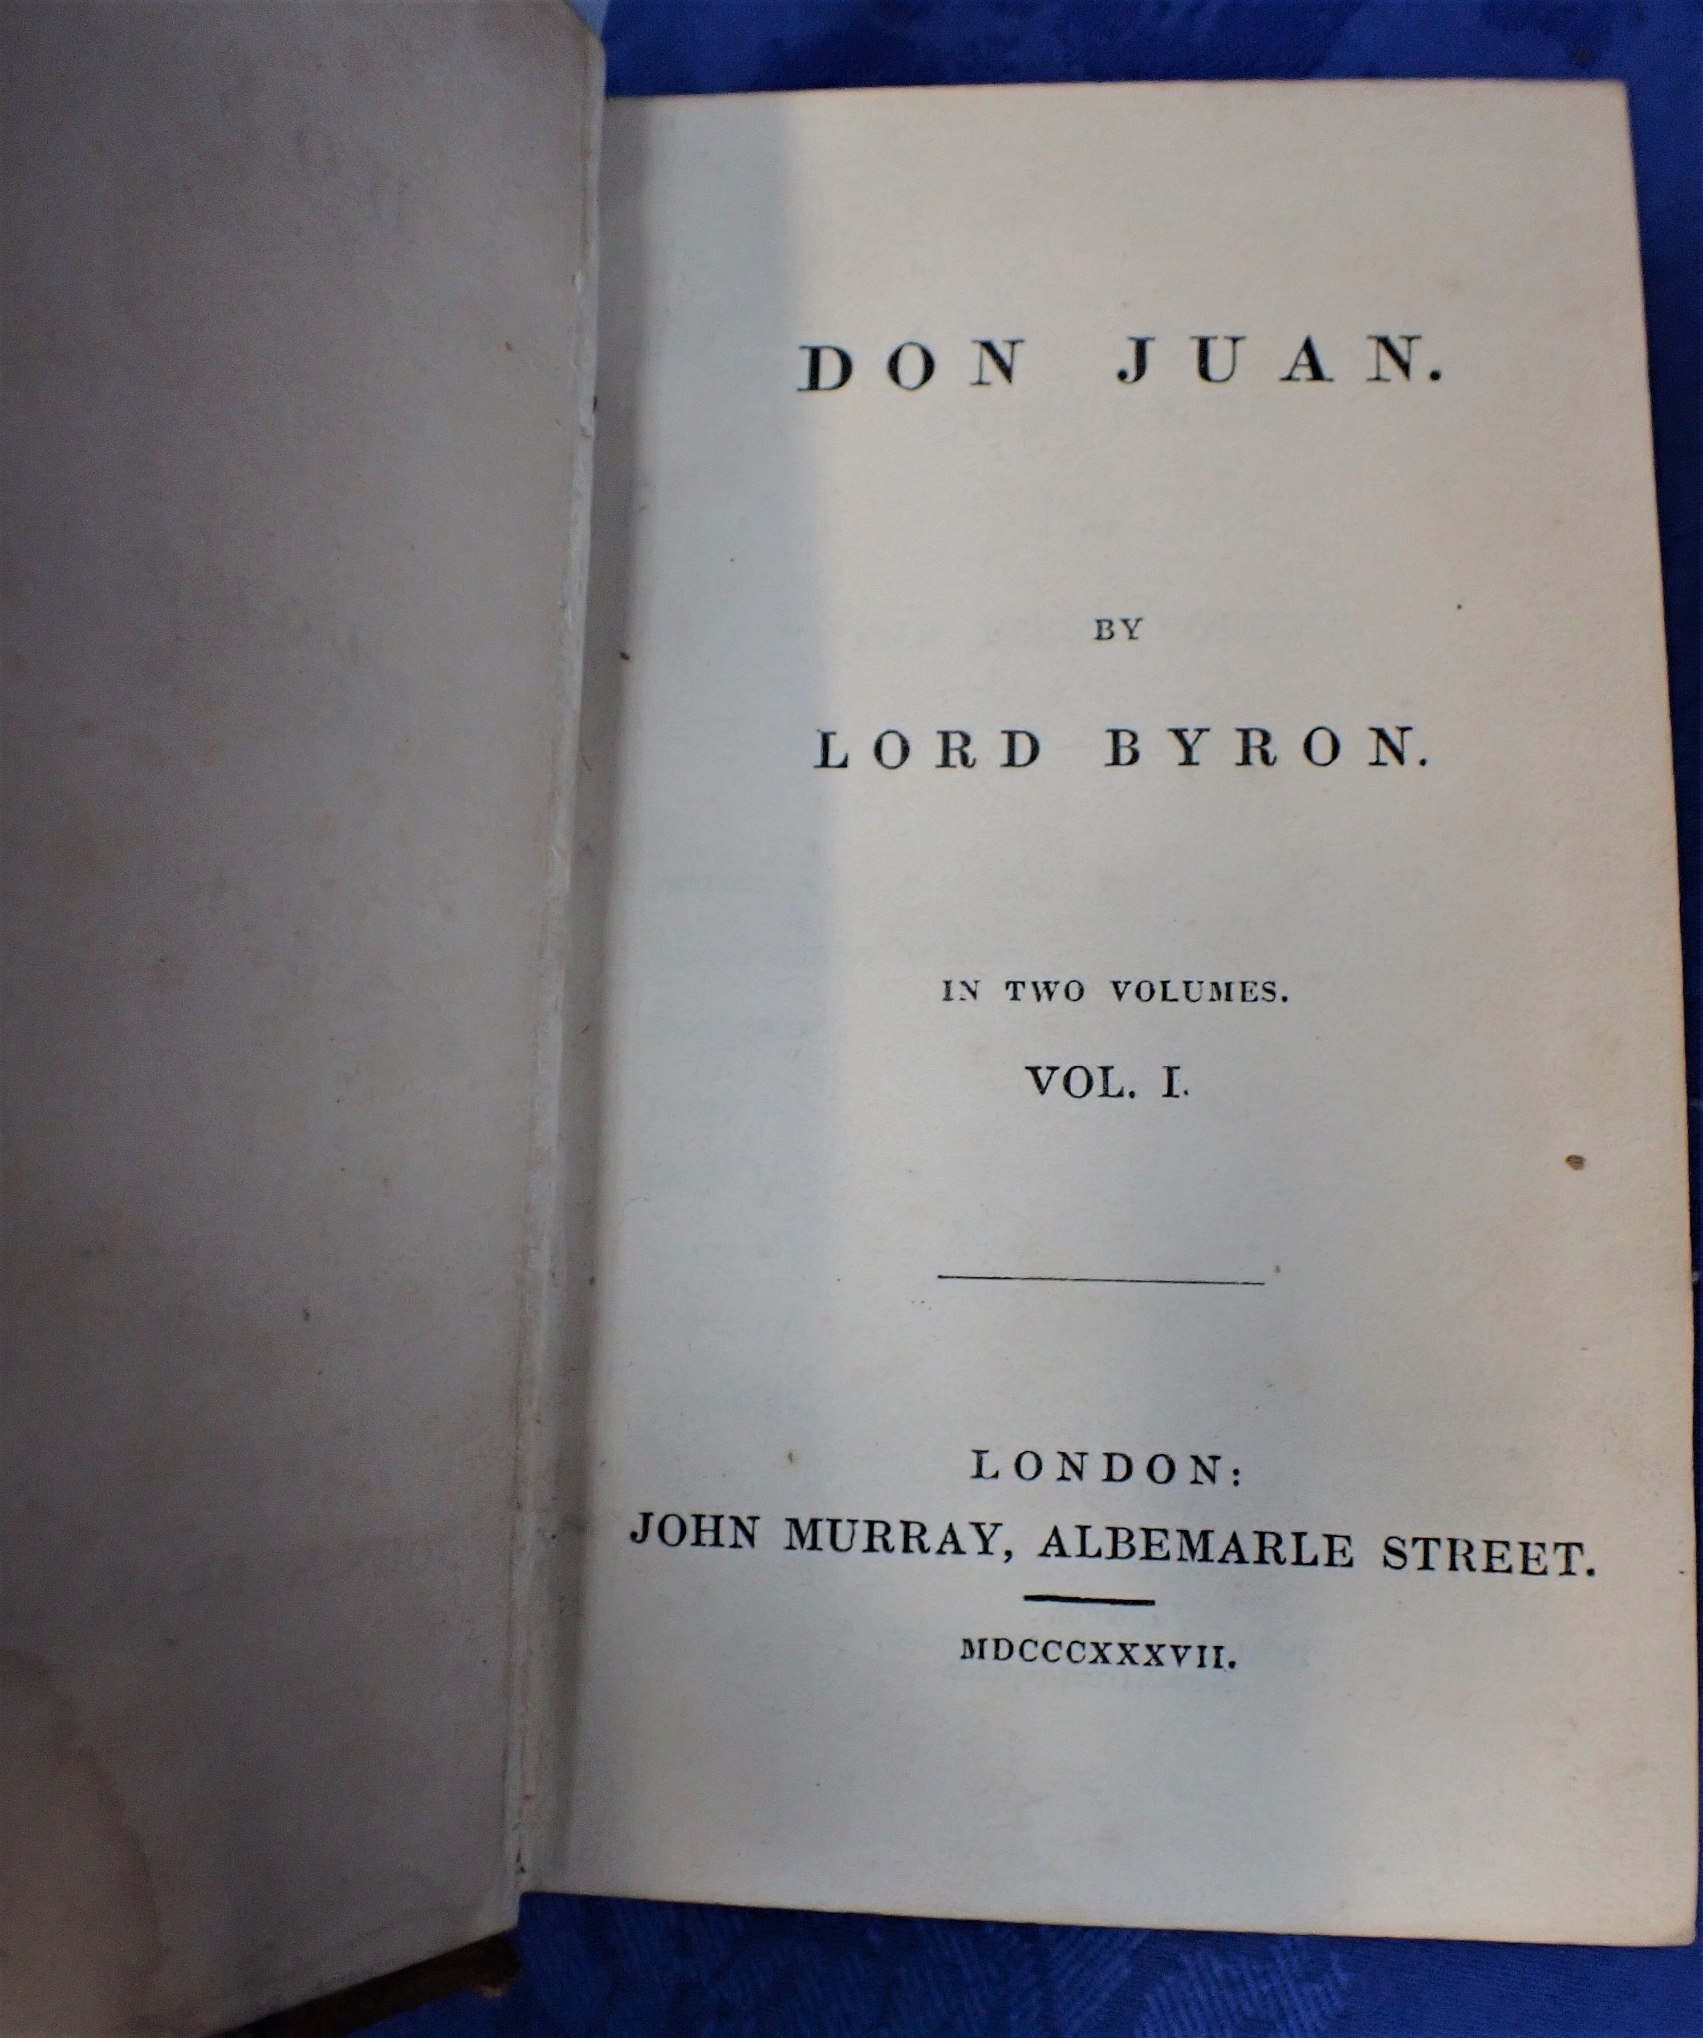 DON JUAN.
BY
LORD BYRON.
IN TWO VOLUMES.
VOL. I.
LONDON:
JOHN MURRAY, ALBEMARLE STREET.
MDCCCXXXVII.